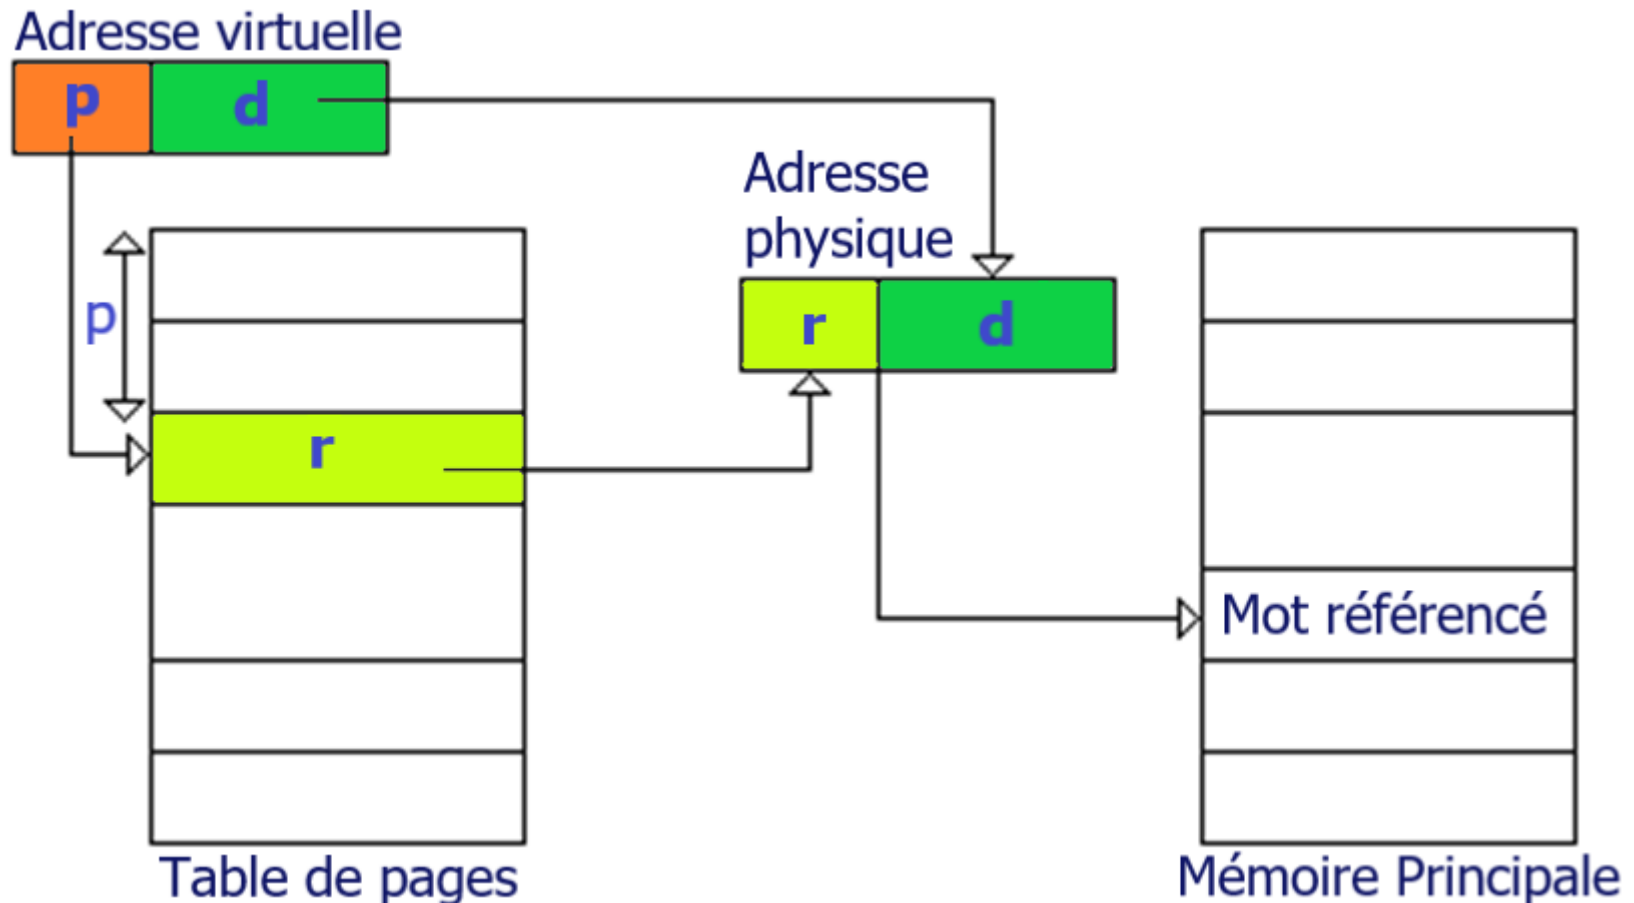 Adresse virtuelle
p d
Adresse
physique
p
r d
r
Mot référencé
Table de pages
Mémoire Principale